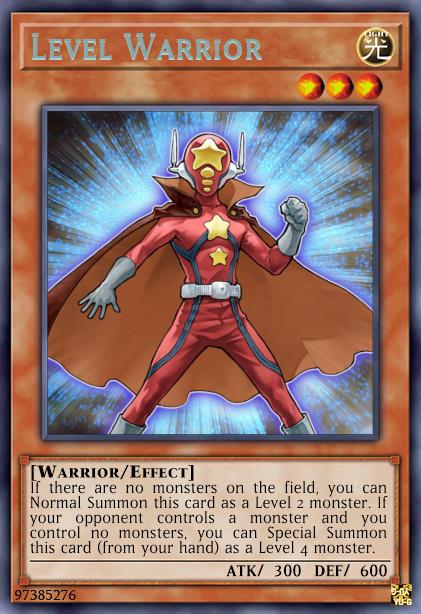 LEVEL WARRIOR
LIGHT
光
[WARRIOR/EFFECT]
If there are no monsters on the field, you can
Normal Summon this card as a Level 2 monster. If
your opponent controls a monster and you
control no monsters, you can Special Summon
this card (from your hand) as a Level 4 monster.
ATK/ 300 DEF/ 600
97385276